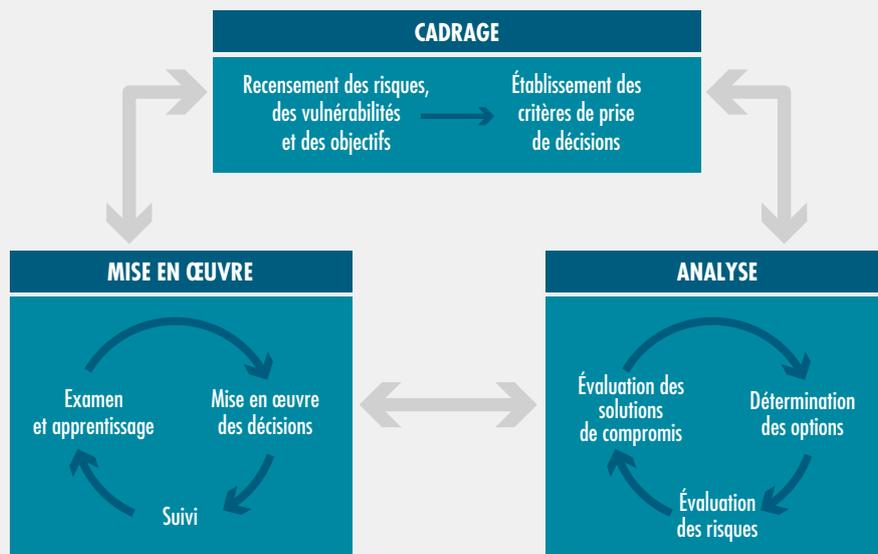 CADRAGE
Recensement des risques,
des vulnérabilités
et des objectifs
Établissement des
critères de prise
de décisions
MISE EN ŒUVRE
Examen
et apprentissage
Mise en œuvre
des décisions
Suivi
ANALYSE
Évaluation des
solutions
de compromis
Détermination
des options
Évaluation
des risques